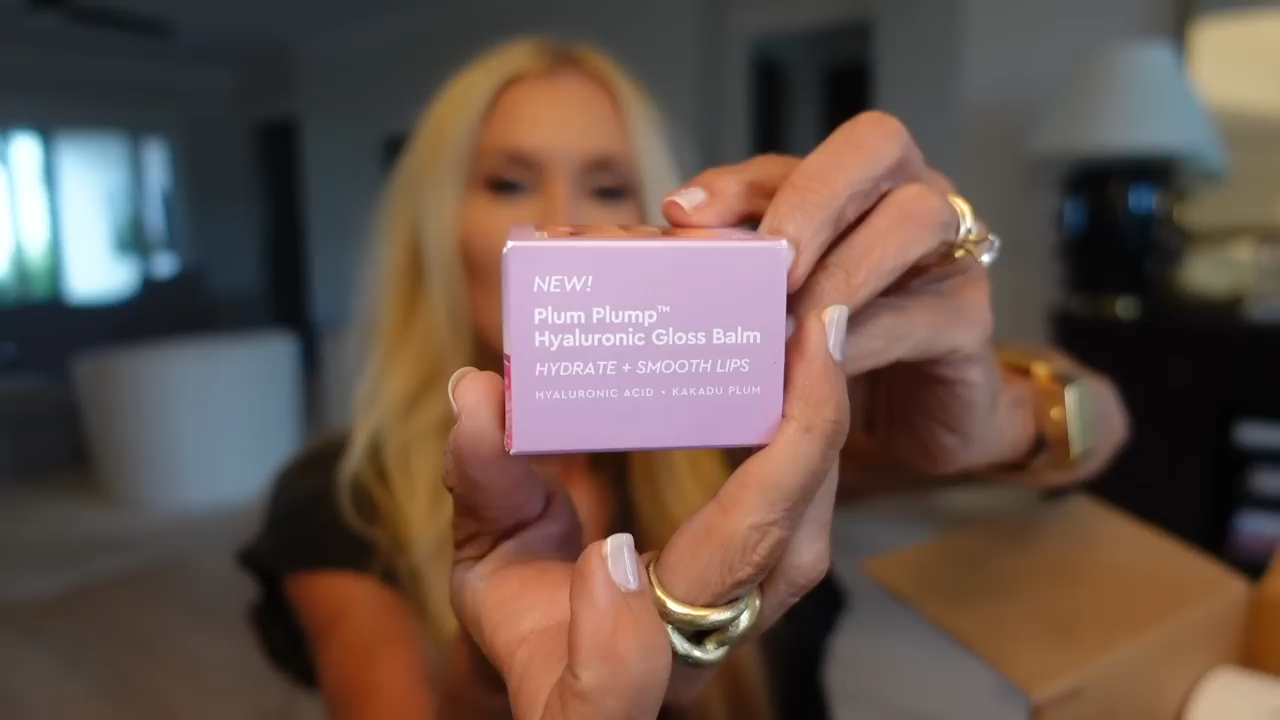 NEW!
Plum Plump™
Hyaluronic Gloss Balm
HYDRATE + SMOOTH LIPS
HYALURONIC ACID • KAKADU PLUM